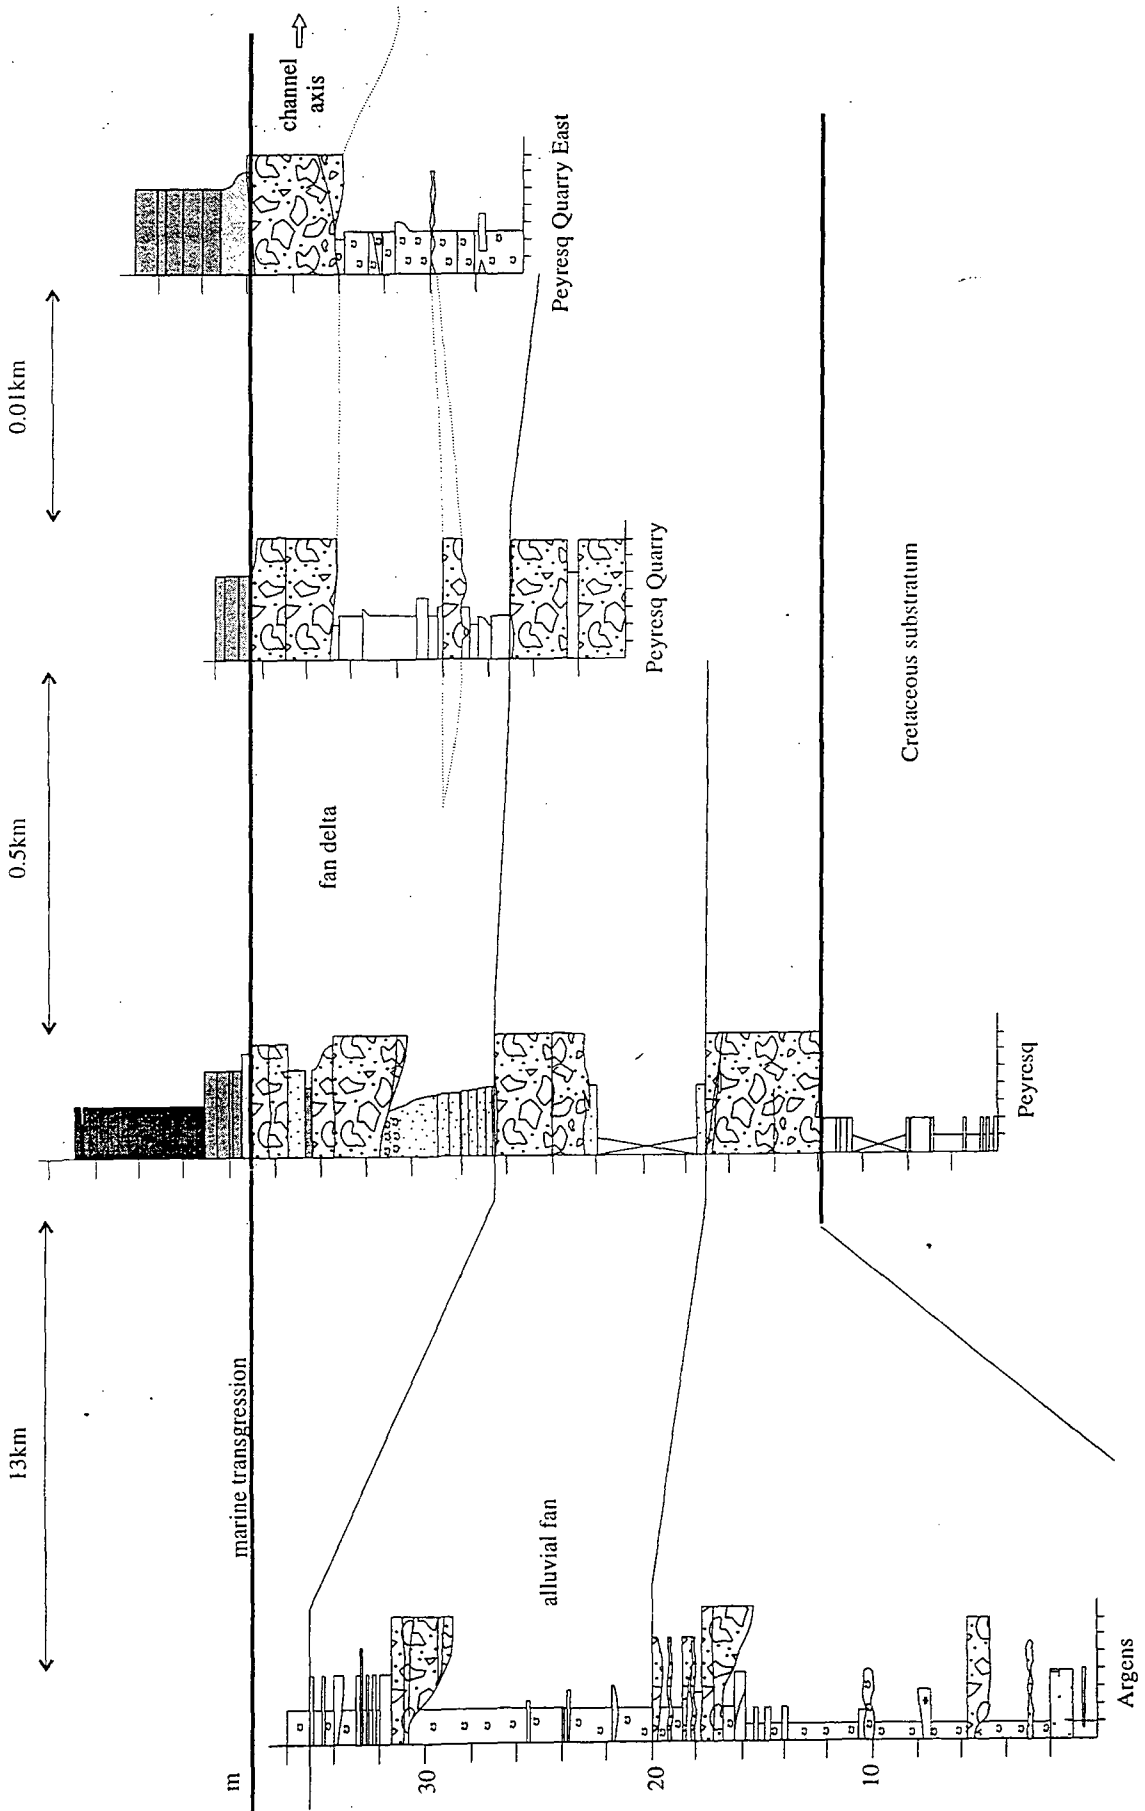 13km
0.5km
0.01km
m
30
20
10
marine transgression
alluvial fan
fan delta
channel
axis
Cretaceous substratum
Argens
Peyresq
Peyresq Quarry
Peyresq Quarry East